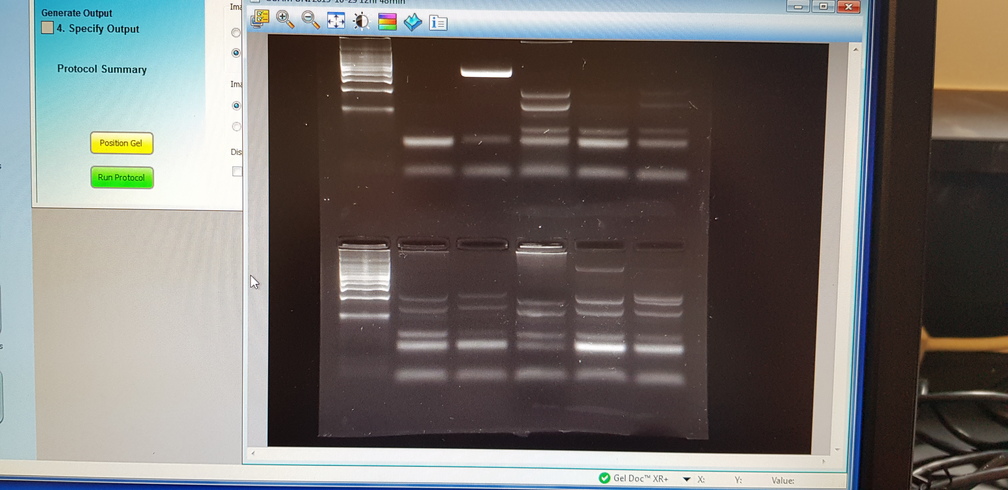 Generate Output
4. Specify Output
Protocol Summary
Position Gel
Run Protocol
Gel Doc™ XR+
X:
Y:
Value: